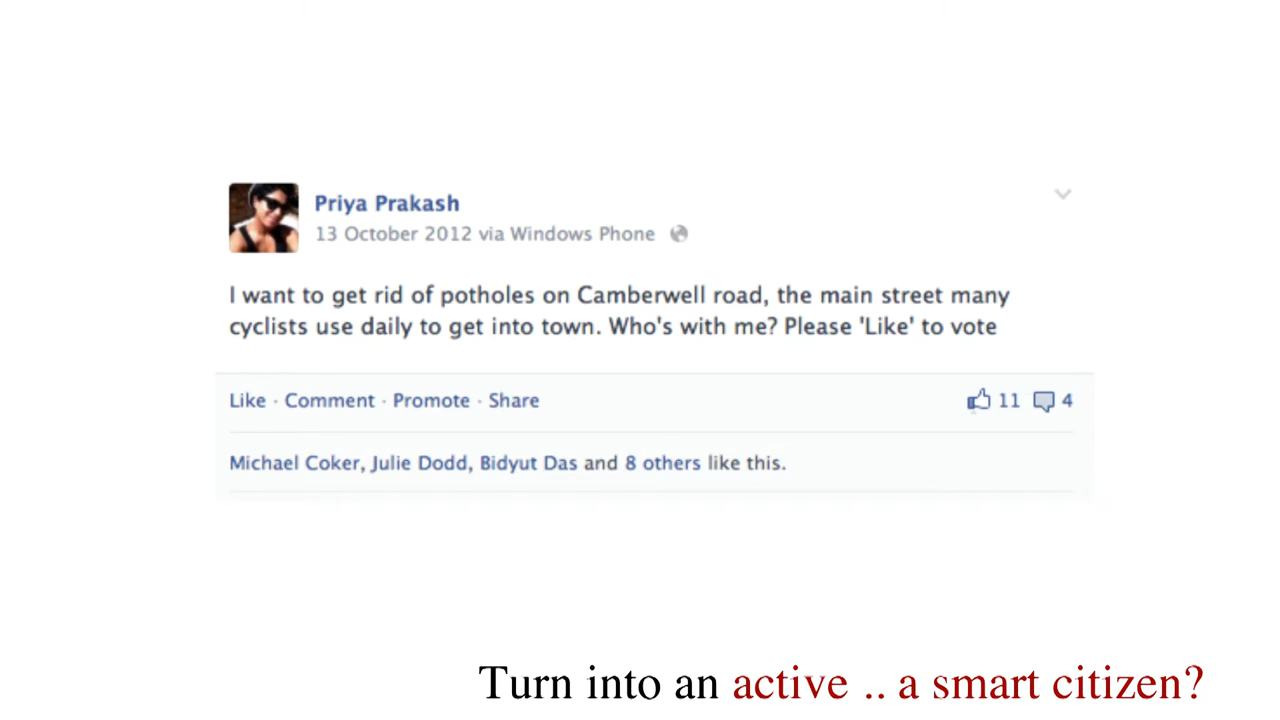 Priya Prakash
13 October 2012 via Windows Phone
I want to get rid of potholes on Camberwell road, the main street many
cyclists use daily to get into town. Who's with me? Please 'Like' to vote
Like · Comment · Promote · Share 11 4
Michael Coker, Julie Dodd, Bidyut Das and 8 others like this.
Turn into an active .. a smart citizen?